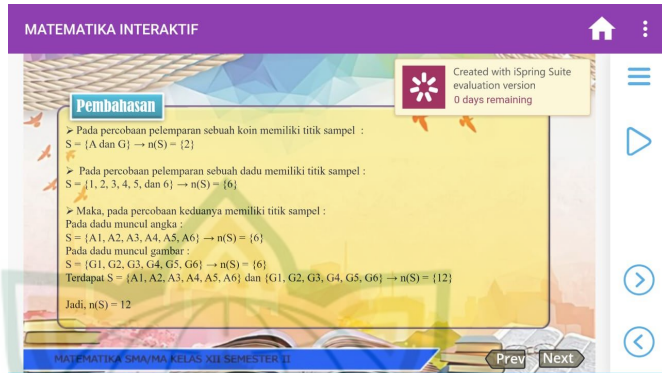 MATEMATIKA INTERAKTIF
Created with iSpring Suite
evaluation version
0 days remaining
Pembahasan
➢ Pada percobaan pelemparan sebuah koin memiliki titik sampel :
S = {A dan G} → n(S) = {2}
➢ Pada percobaan pelemparan sebuah dadu memiliki titik sampel :
S = {1, 2, 3, 4, 5, dan 6} → n(S) = {6}
➢ Maka, pada percobaan keduanya memiliki titik sampel :
Pada dadu muncul angka :
S = {A1, A2, A3, A4, A5, A6} → n(S) = {6}
Pada dadu muncul gambar :
S = {G1, G2, G3, G4, G5, G6} → n(S) = {6}
Terdapat S = {A1, A2, A3, A4, A5, A6} dan {G1, G2, G3, G4, G5, G6} → n(S) = {12}
Jadi, n(S) = 12
MATEMATIKA SMA/MA KELAS XII SEMESTER II
Prev Next